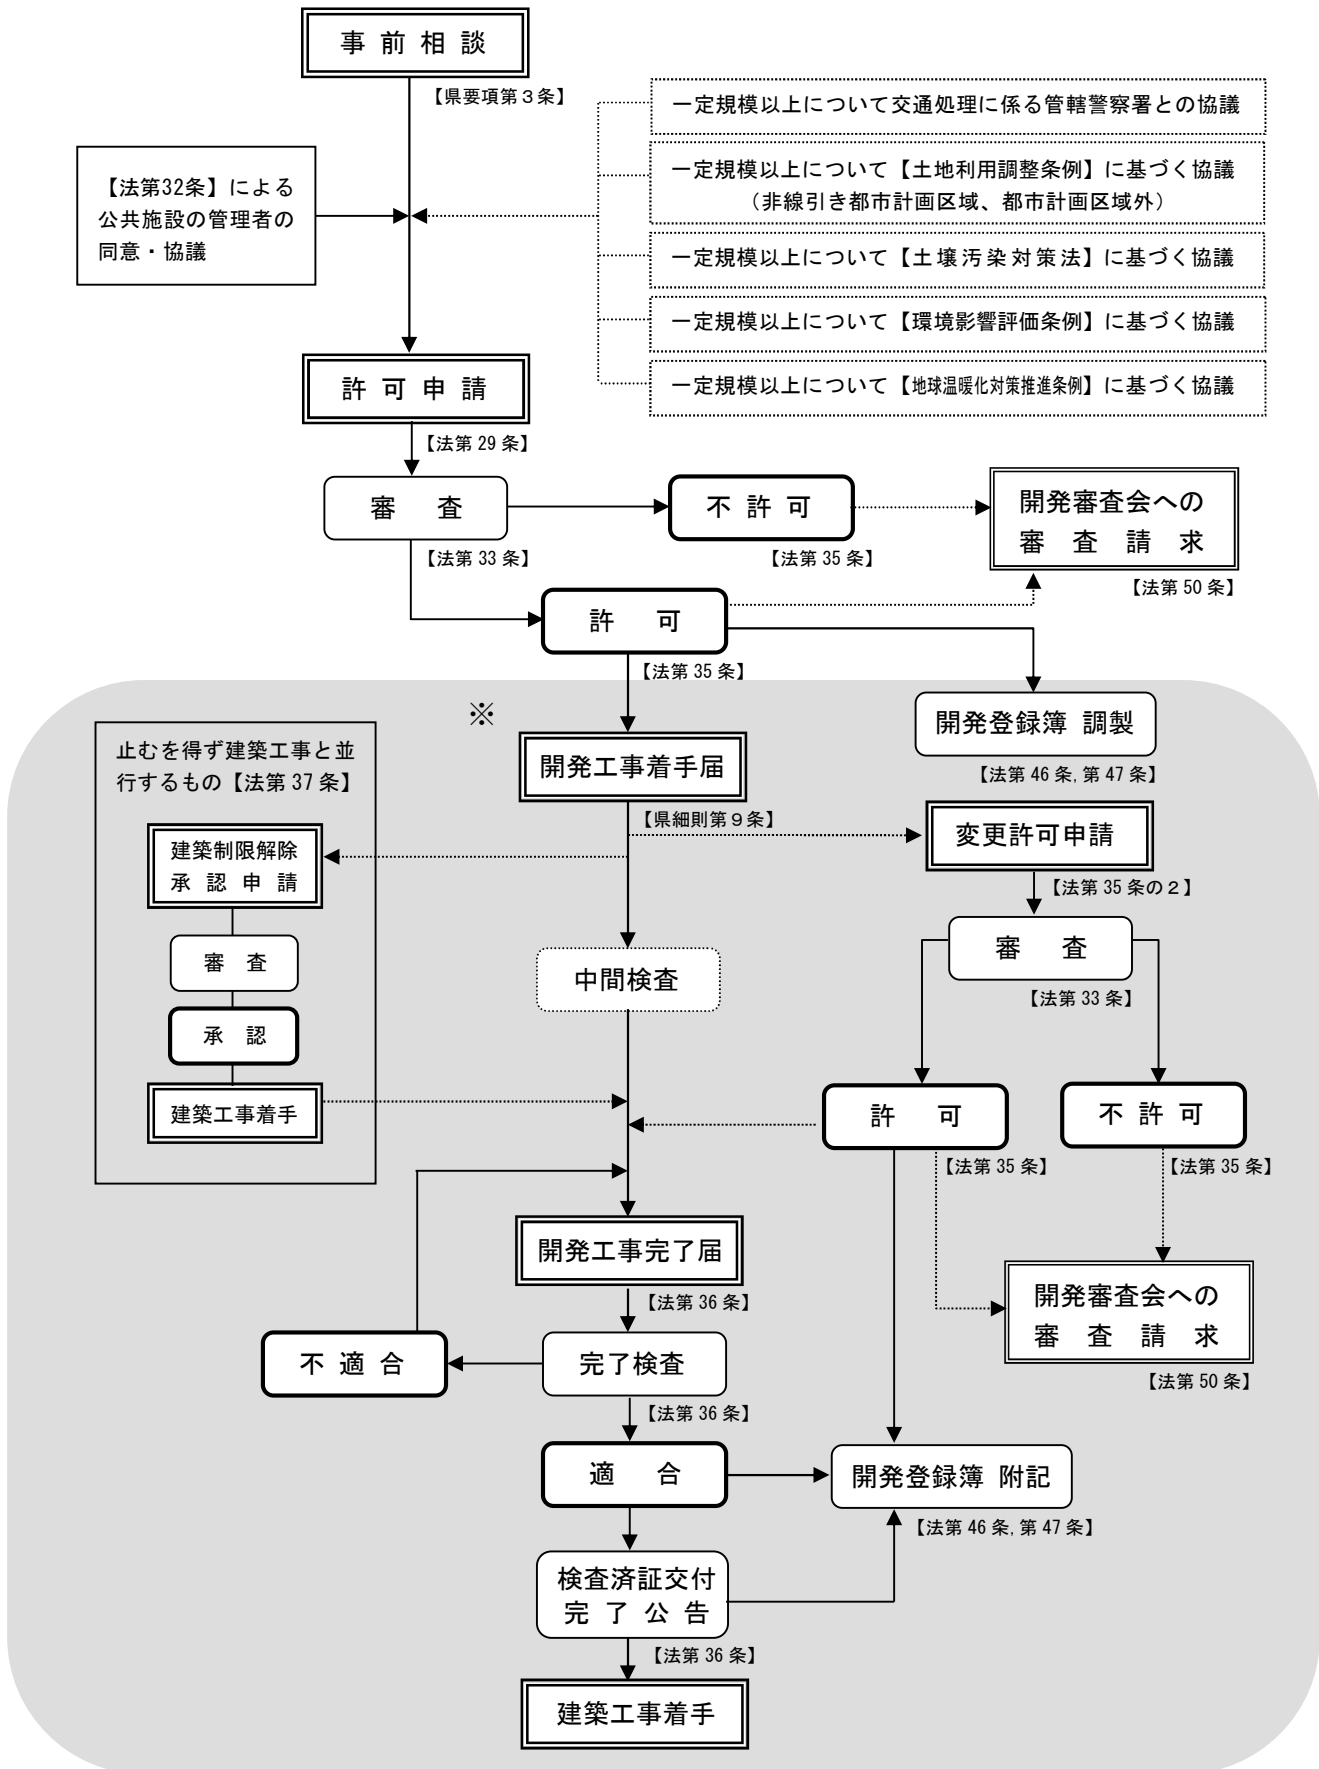 事前相談
【県要項第３条】
一定規模以上について交通処理に係る管轄警察署との協議
一定規模以上について【土地利用調整条例】に基づく協議
（非線引き都市計画区域、都市計画区域外）
【法第32条】による
公共施設の管理者の
同意・協議
一定規模以上について【土壌汚染対策法】に基づく協議
一定規模以上について【環境影響評価条例】に基づく協議
一定規模以上について【地球温暖化対策推進条例】に基づく協議
許可申請
【法第 29 条】
審　査
【法第 33 条】
不許可
【法第 35 条】
開発審査会への
審査請求
【法第 50 条】
許　可
【法第 35 条】
※
開発登録簿 調製
【法第 46 条, 第 47 条】
止むを得ず建築工事と並
行するもの【法第 37 条】
開発工事着手届
【県細則第９条】
建築制限解除
承認申請
審　査
承　認
建築工事着手
変更許可申請
【法第 35 条の２】
審　査
【法第 33 条】
中間検査
許　可
【法第 35 条】
不許可
【法第 35 条】
開発工事完了届
【法第 36 条】
開発審査会への
審査請求
【法第 50 条】
不適合
完了検査
【法第 36 条】
適　合
開発登録簿 附記
【法第 46 条, 第 47 条】
検査済証交付
完了公告
【法第 36 条】
建築工事着手